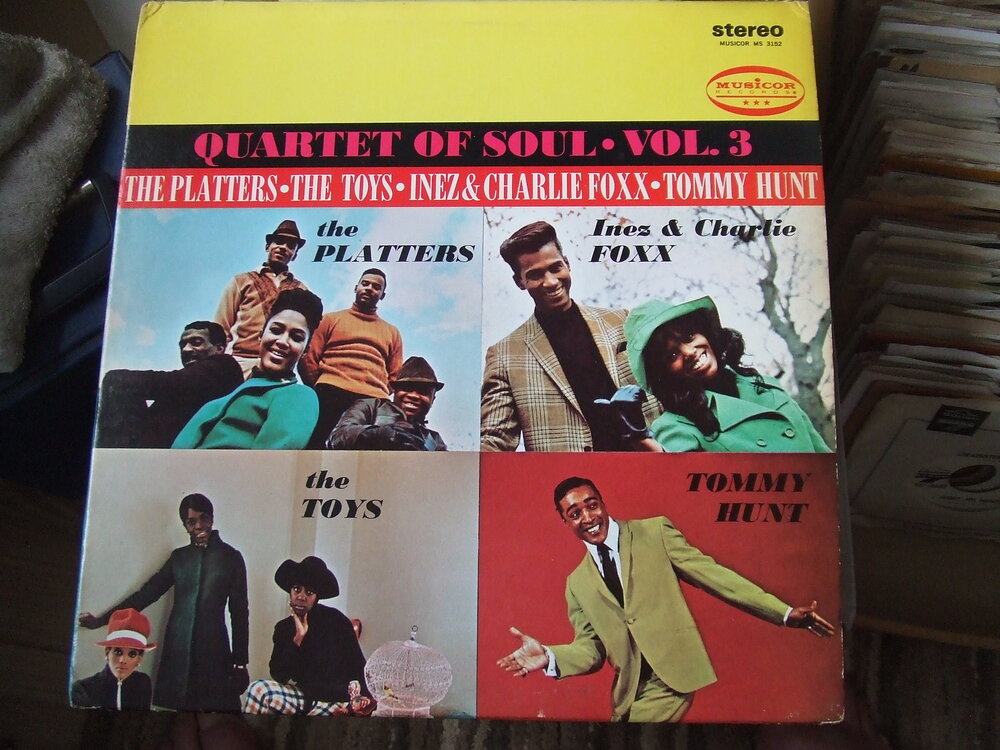 stereo
MUSICOR MS 3152
MUSICOR
RECORDS
QUARTET OF SOUL • VOL. 3
THE PLATTERS • THE TOYS • INEZ & CHARLIE FOXX • TOMMY HUNT
the
PLATTERS
Inez & Charlie
FOXX
the
TOYS
TOMMY
HUNT